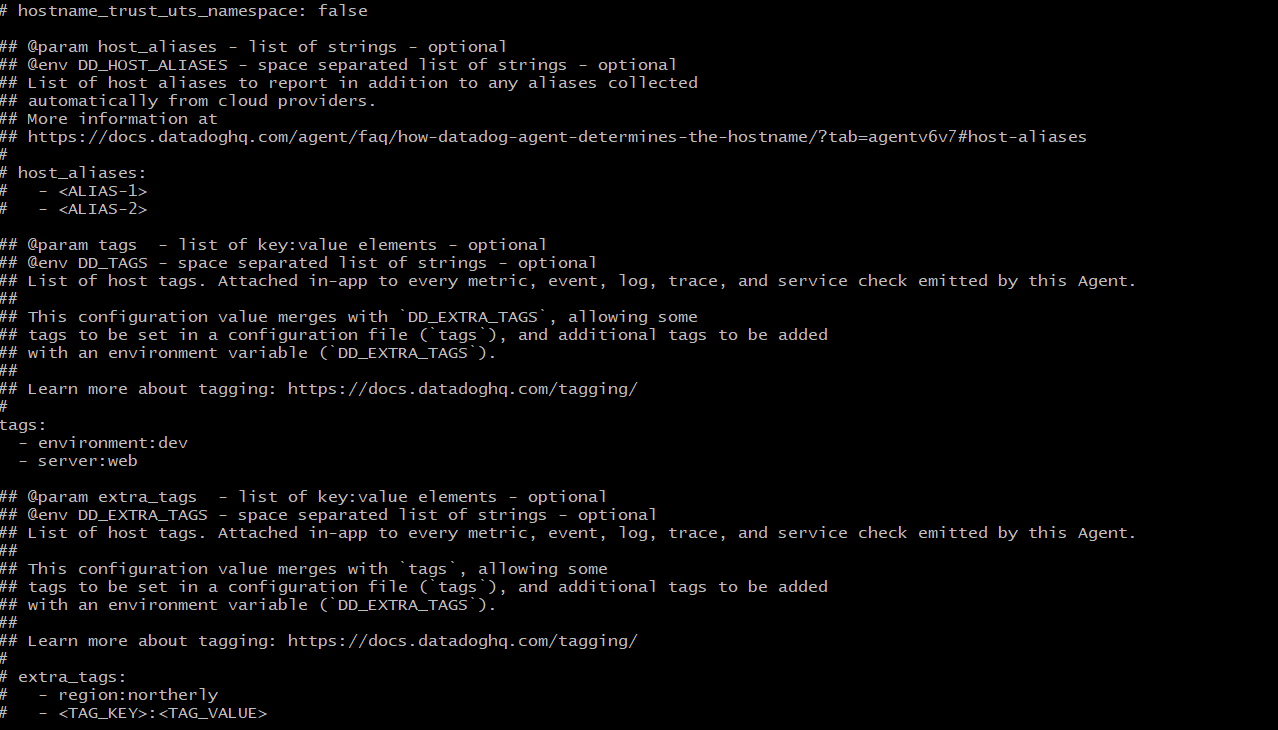 # hostname_trust_uts_namespace: false
## @param host_aliases - list of strings - optional
## @env DD_HOST_ALIASES - space separated list of strings - optional
## List of host aliases to report in addition to any aliases collected
## automatically from cloud providers.
## More information at
## https://docs.datadoghq.com/agent/faq/how-datadog-agent-determines-the-hostname/?tab=agentv6v7#host-aliases
#
# host_aliases:
#   - <ALIAS-1>
#   - <ALIAS-2>
## @param tags  - list of key:value elements - optional
## @env DD_TAGS - space separated list of strings - optional
## List of host tags. Attached in-app to every metric, event, log, trace, and service check emitted by this Agent.
##
## This configuration value merges with `DD_EXTRA_TAGS`, allowing some
## tags to be set in a configuration file (`tags`), and additional tags to be added
## with an environment variable (`DD_EXTRA_TAGS`).
##
## Learn more about tagging: https://docs.datadoghq.com/tagging/
#
tags:
  - environment:dev
  - server:web
## @param extra_tags  - list of key:value elements - optional
## @env DD_EXTRA_TAGS - space separated list of strings - optional
## List of host tags. Attached in-app to every metric, event, log, trace, and service check emitted by this Agent.
##
## This configuration value merges with `tags`, allowing some
## tags to be set in a configuration file (`tags`), and additional tags to be added
## with an environment variable (`DD_EXTRA_TAGS`).
##
## Learn more about tagging: https://docs.datadoghq.com/tagging/
#
# extra_tags:
#   - region:northerly
#   - <TAG_KEY>:<TAG_VALUE>